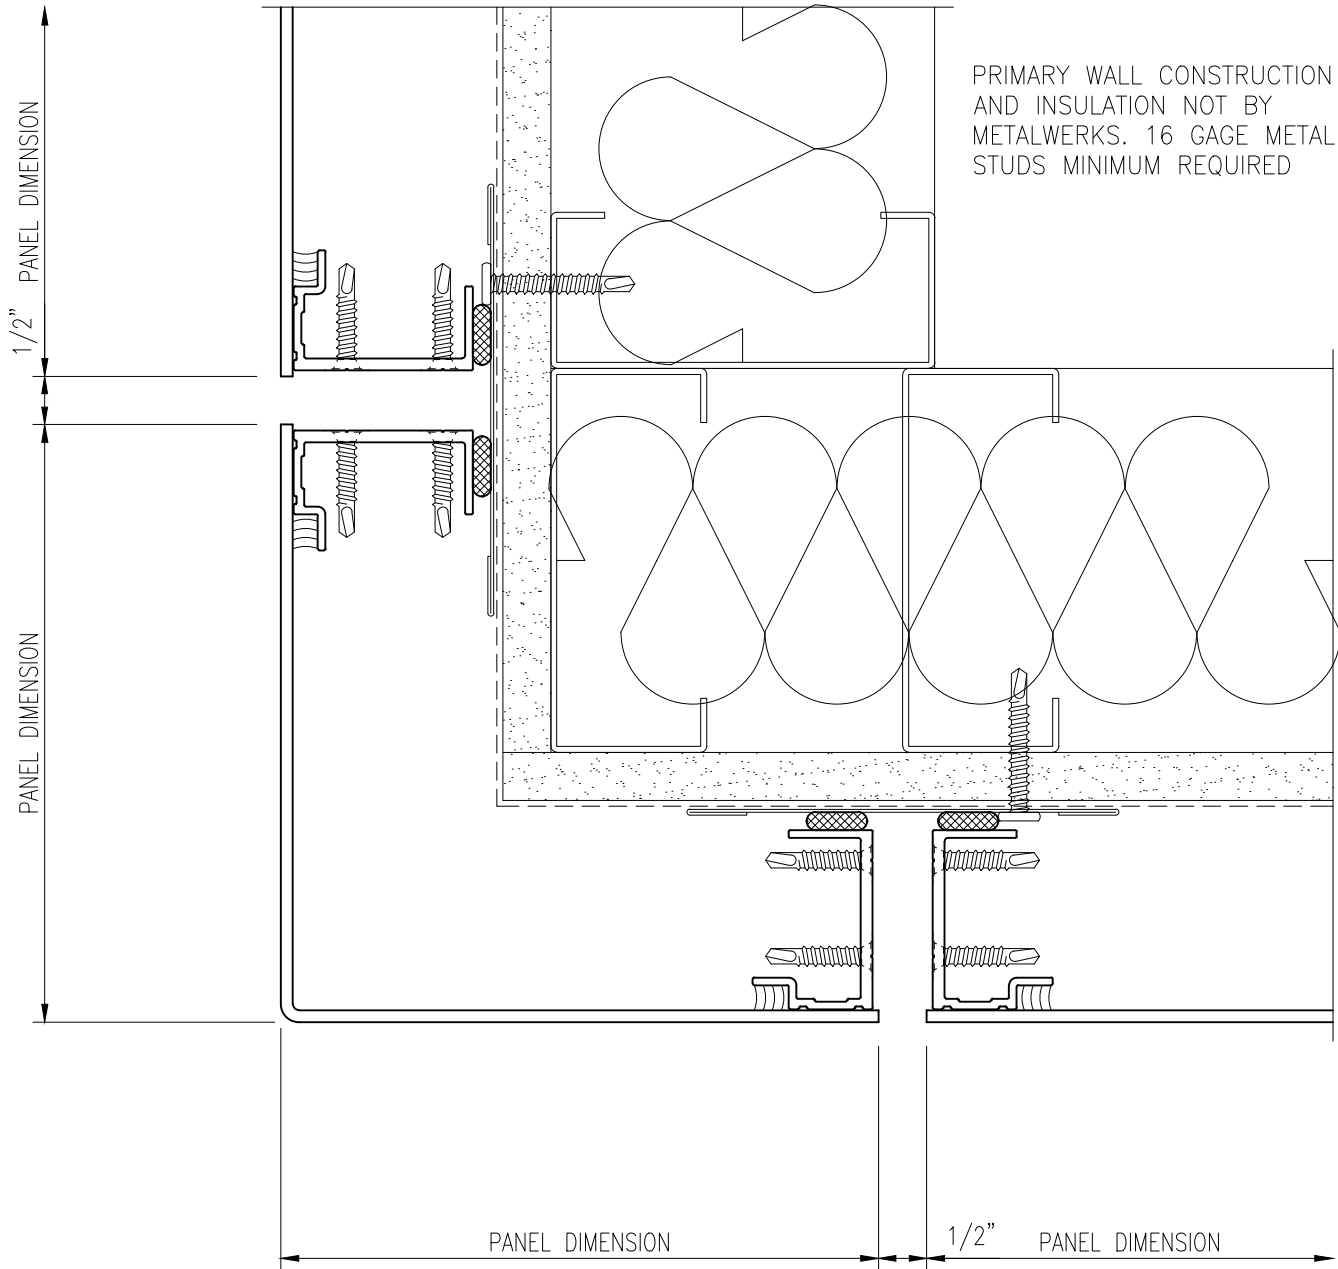 PRIMARY WALL CONSTRUCTION
AND INSULATION NOT BY
METALWERKS. 16 GAGE METAL
STUDS MINIMUM REQUIRED
PANEL DIMENSION
1/2"
PANEL DIMENSION
PANEL DIMENSION
1/2"
PANEL DIMENSION